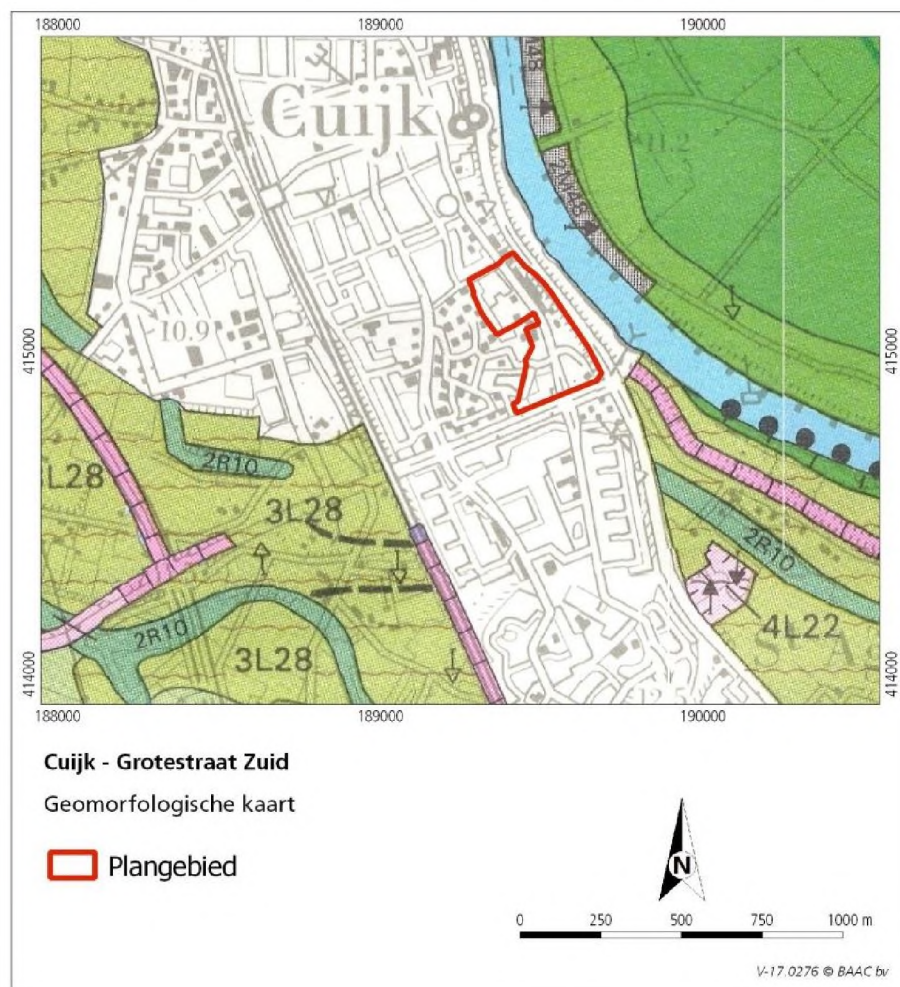 188000 189000 190000
Cuijk
11.2
10.9
415000 415000
2R10
3L28
3L28
2R10
2R10
4L22
3L28
414000 414000
188000 189000 190000
Cuijk - Grotestraat Zuid
Geomorfologische kaart
Plangebied
N
0 250 500 750 1000 m
V-17.0276 © BAAC bv